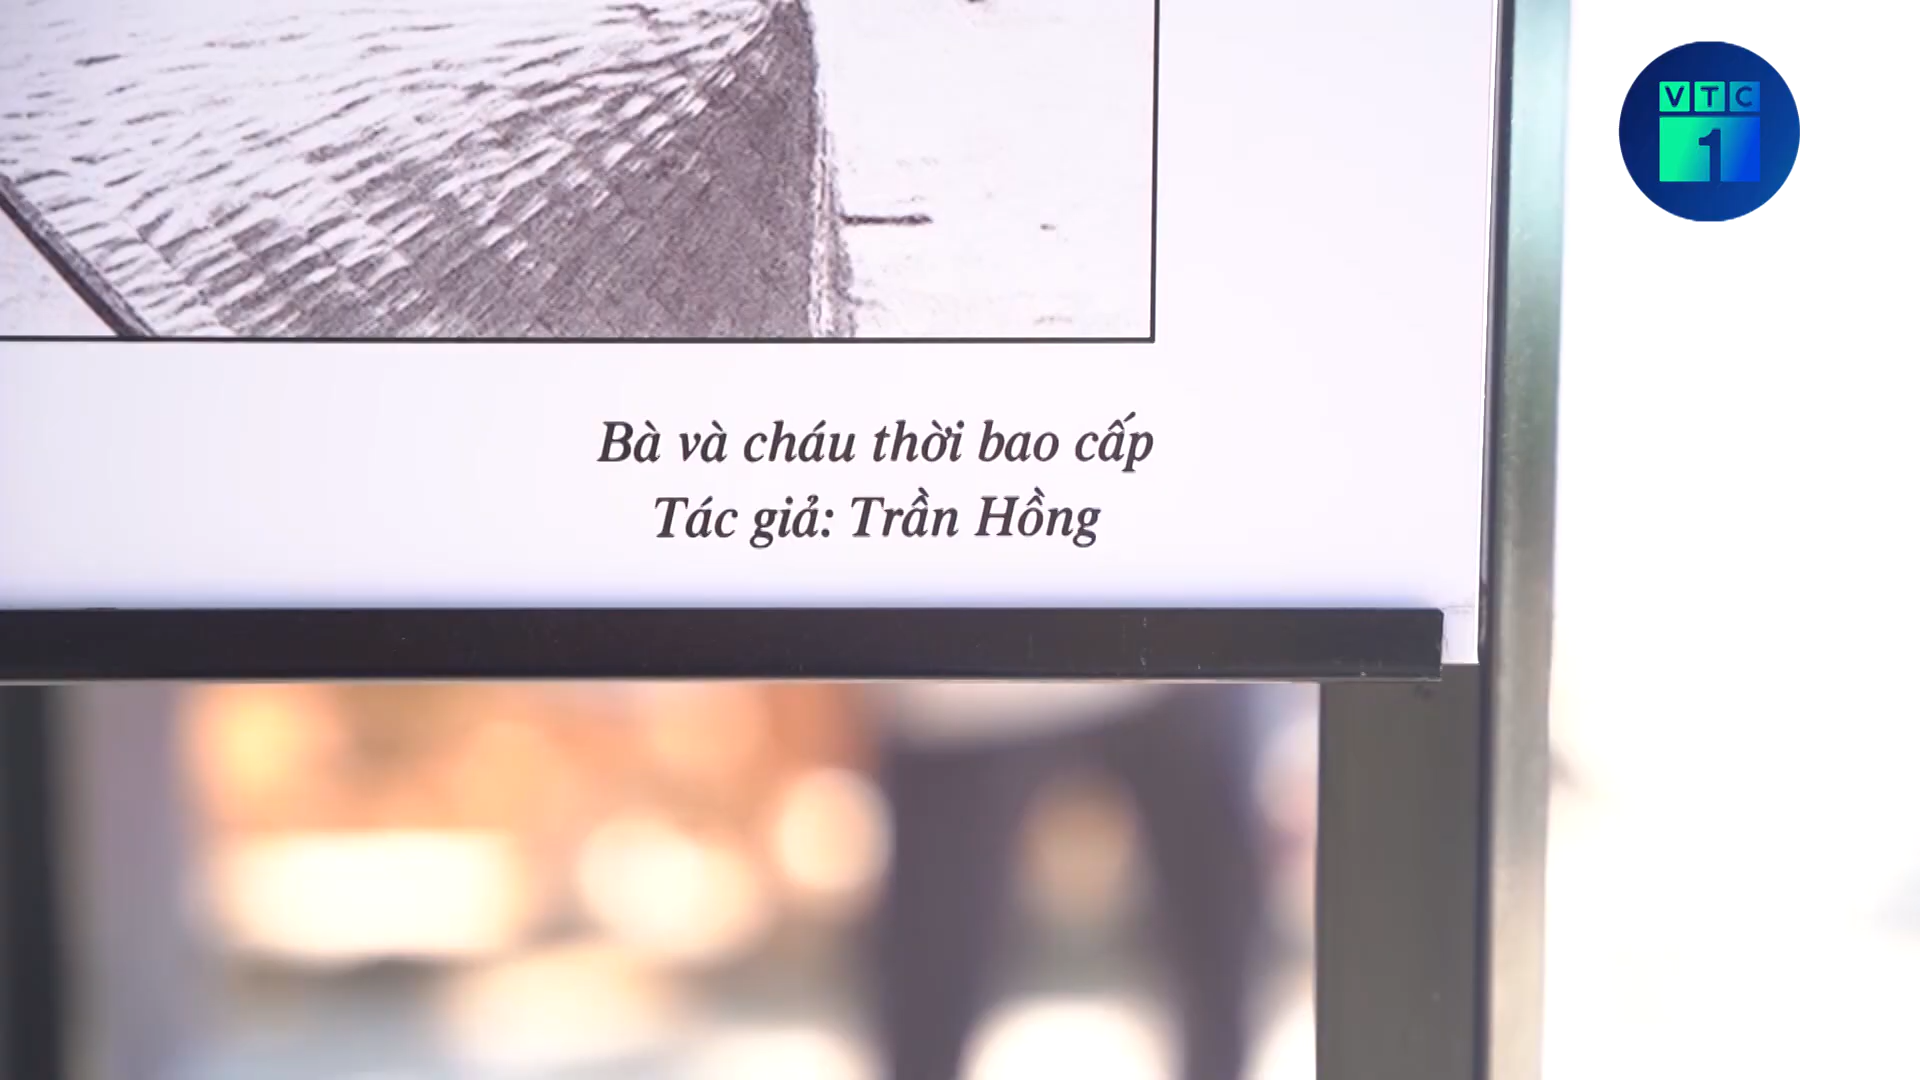 VTC
1
Bà và cháu thời bao cấp
Tác giả: Trần Hồng